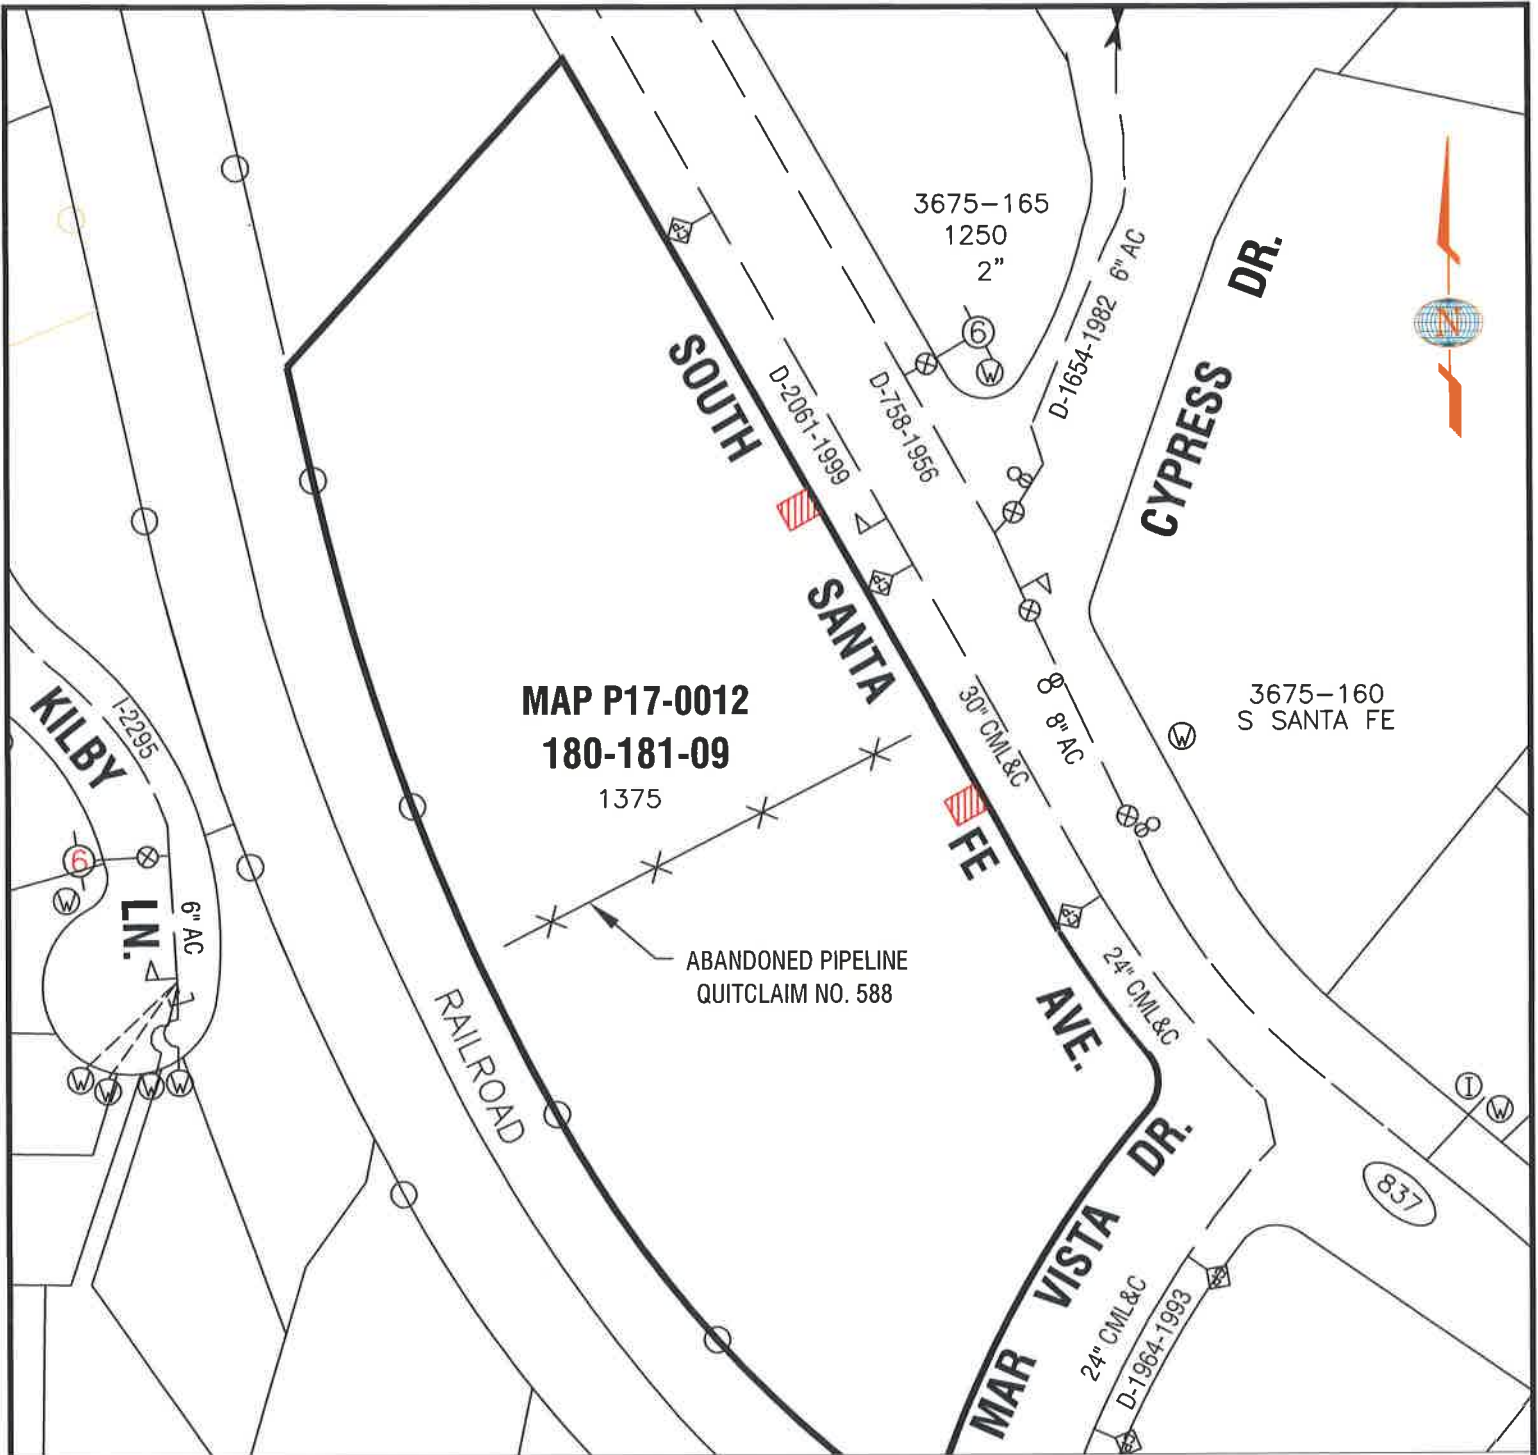 3675-165
1250
2"
6
W
D-1654-1982 6" AC
CYPRESS DR.
N
SOUTH SANTA FE AVE.
D-2061-1999
D-758-1956
30" CML&C
8" AC
3675-160
S SANTA FE
W
MAP P17-0012
180-181-09
1375
KILBY LN.
I-2295
6
W
6" AC
W
W
W
W
ABANDONED PIPELINE
QUITCLAIM NO. 588
RAILROAD
24" CML&C
I
W
837
MAR VISTA DR.
24" CML&C
D-1964-1993